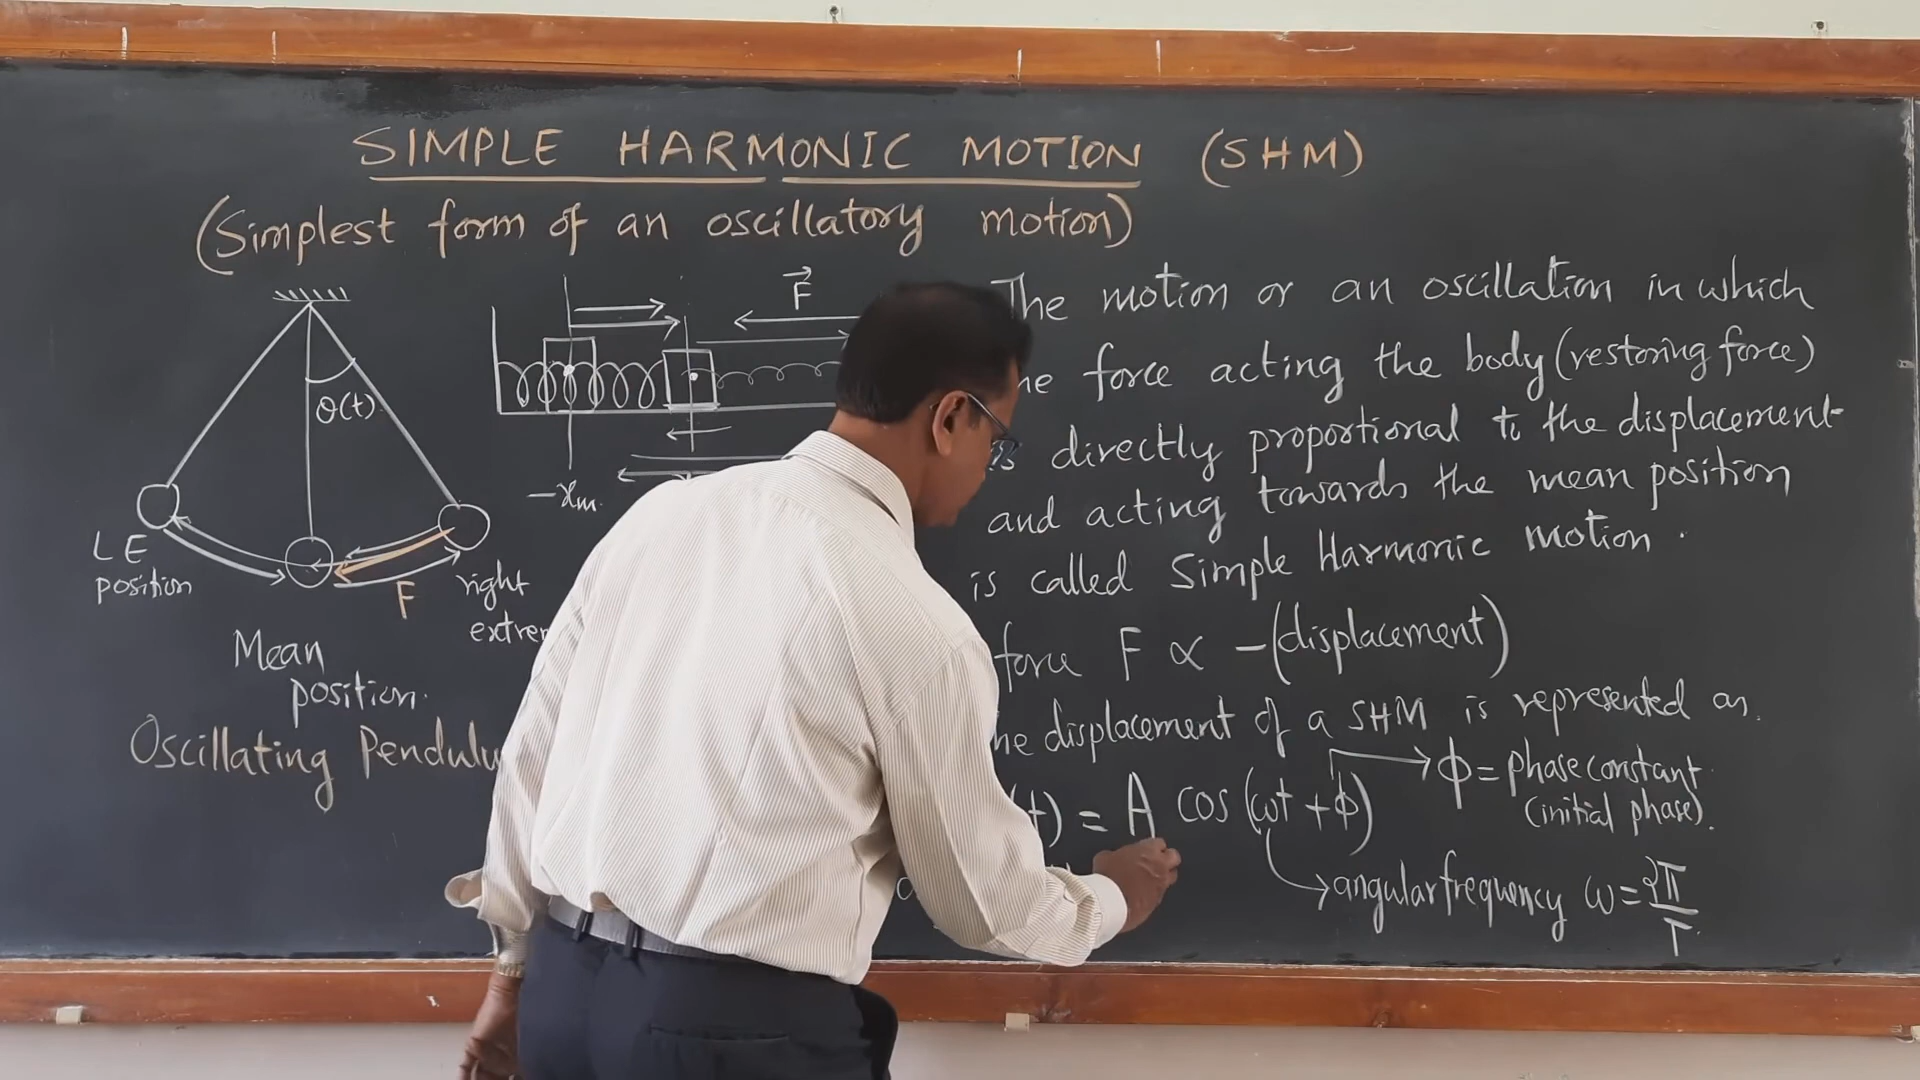 SIMPLE HARMONIC MOTION (SHM)
(Simplest form of an oscillatory motion)
θ(t)
LE
position
F
right
Mean
position.
Oscillating
F
-xm.
The motion or an oscillation in which
force acting the body (restoring force)
is directly proportional to the displacement
and acting towards the mean position
is called Simple Harmonic motion.
force F ∝ -(displacement)
displacement of a SHM is represented as.
= A cos (ωt + ϕ)
ϕ = phase constant
(initial phase).
angular frequency ω = 2π/T